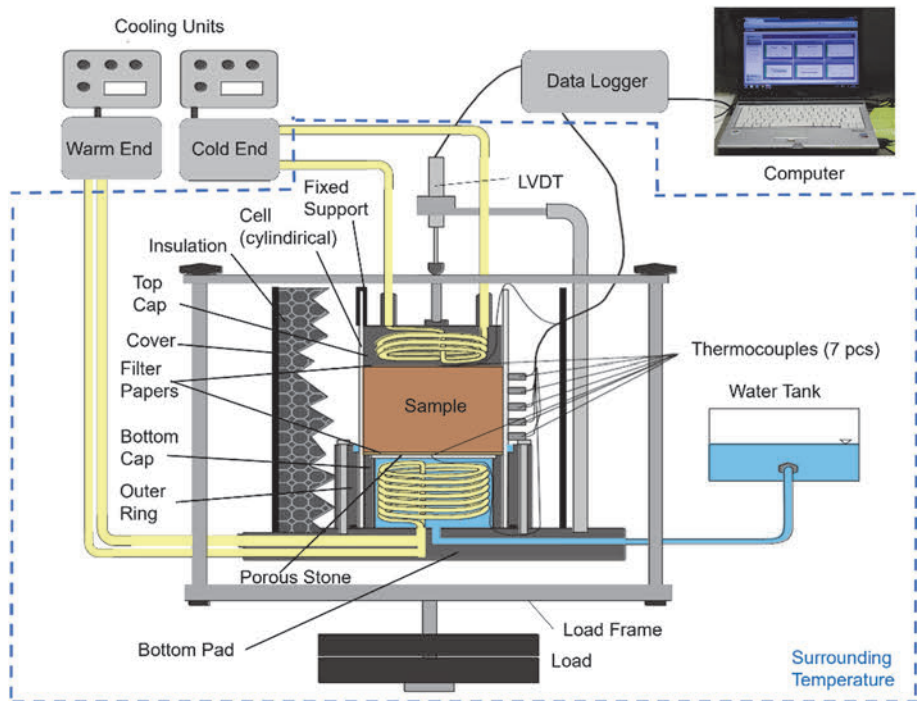 Cooling Units
Data Logger
Warm End
Cold End
Computer
LVDT
Fixed
Support
Cell
(cylindirical)
Insulation
Top
Cap
Cover
Filter
Papers
Thermocouples (7 pcs)
Sample
Water Tank
Bottom
Cap
Outer
Ring
Porous Stone
Bottom Pad
Load Frame
Load
Surrounding
Temperature